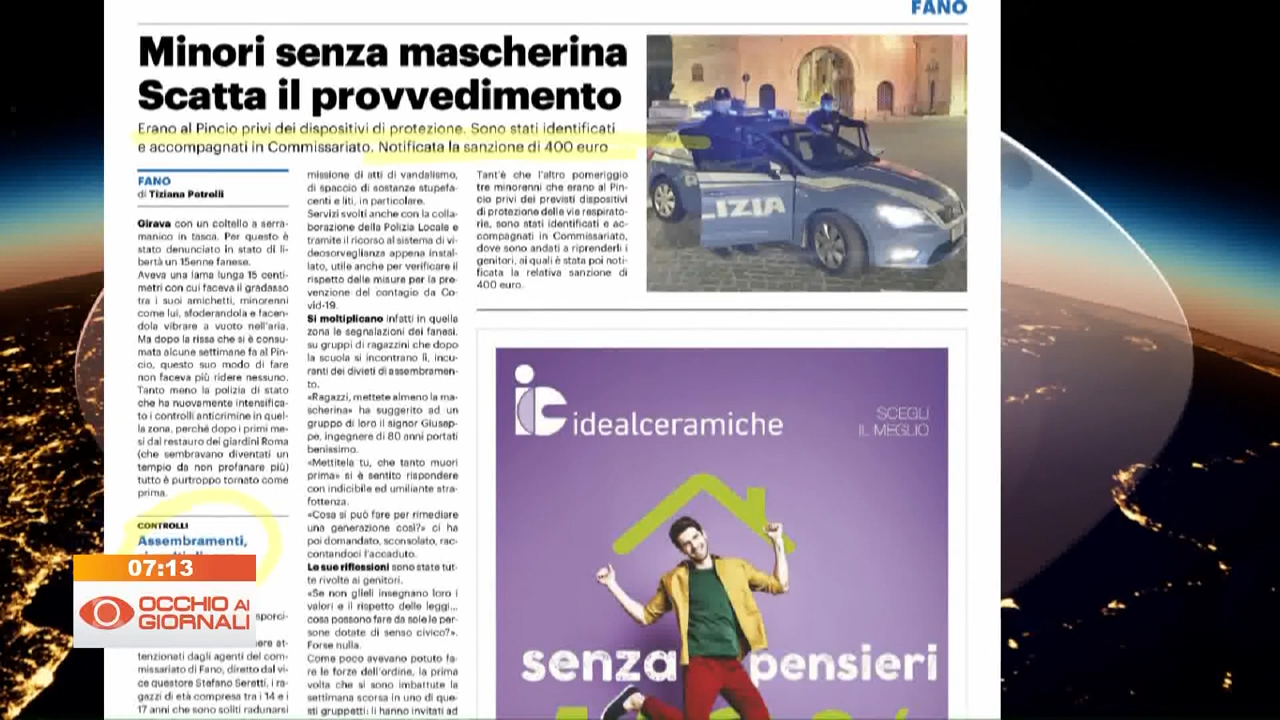 FANO
Minori senza mascherina
Scatta il provvedimento
Erano al Pincio privi dei dispositivi di protezione. Sono stati identificati
e accompagnati in Commissariato. Notificata la sanzione di 400 euro
FANO
di Tiziana Petrelli
Girava con un coltello a serra-
manico in tasca. Per questo è
stato denunciato in stato di li-
bertà un 15enne fanese.
Aveva una lama lunga 15 centi-
metri con cui faceva il gradasso
tra i suoi amichetti, minorenni
come lui, sfoderandola e facen-
dola vibrare a vuoto nell'aria.
Ma dopo la rissa che si è consu-
mata alcune settimane fa al Pin-
cio, questo suo modo di fare
non faceva più ridere nessuno.
Tanto meno la polizia di stato
che ha nuovamente intensifica-
to i controlli anticrimine in quel-
la zona, perché dopo i primi me-
si dal restauro dei giardini Roma
(che sembravano diventati un
tempio da non profanare più)
tutto è purtroppo tornato come
prima.
CONTROLLI
Assembramenti,
sporci-
ere at-
tenzionati dagli agenti del com-
missariato di Fano, diretto dal vi-
ce questore Stefano Seretti, i ra-
gazzi di età compresa tra i 14 e i
17 anni che sono soliti radunarsi
missione di atti di vandalismo,
di spaccio di sostanze stupefa-
centi e liti, in particolare.
Servizi svolti anche con la colla-
borazione della Polizia Locale e
tramite il ricorso al sistema di vi-
deosorveglianza appena instal-
lato, utile anche per verificare il
rispetto delle misure per la pre-
venzione del contagio da Co-
vid-19.
Si moltiplicano infatti in quella
zona le segnalazioni dei fanesi,
su gruppi di ragazzini che dopo
la scuola si incontrano lì, incu-
ranti dei divieti di assembramen-
to.
«Ragazzi, mettete almeno la ma-
scherina» ha suggerito ad un
gruppo di loro il signor Giusep-
pe, ingegnere di 80 anni portati
benissimo.
«Mettitela tu, che tanto muori
prima» si è sentito rispondere
con indicibile ed umiliante stra-
fottenza.
«Cosa si può fare per rimediare
una generazione così?» ci ha
poi domandato, sconsolato, rac-
contandoci l'accaduto.
Le sue riflessioni sono state tut-
te rivolte ai genitori.
«Se non glieli insegnano loro i
valori e il rispetto delle leggi...
cosa possono fare da sole le per-
sone dotate di senso civico?».
Forse nulla.
Come poco avevano potuto fa-
re le forze dell'ordine, la prima
volta che si sono imbattute la
settimana scorsa in uno di que-
sti gruppetti: li hanno invitati ad
Tant'è che l'altro pomeriggio
tre minorenni che erano al Pin-
cio privi dei previsti dispositivi
di protezione delle vie respirato-
rie, sono stati identificati e ac-
compagnati in Commissariato,
dove sono andati a riprenderli i
genitori, ai quali è stata poi noti-
ficata la relativa sanzione di
400 euro.
LIZIA
idealceramiche
SCEGLI
IL MEGLIO
senza pensieri
07:13
OCCHIO AI
GIORNALI